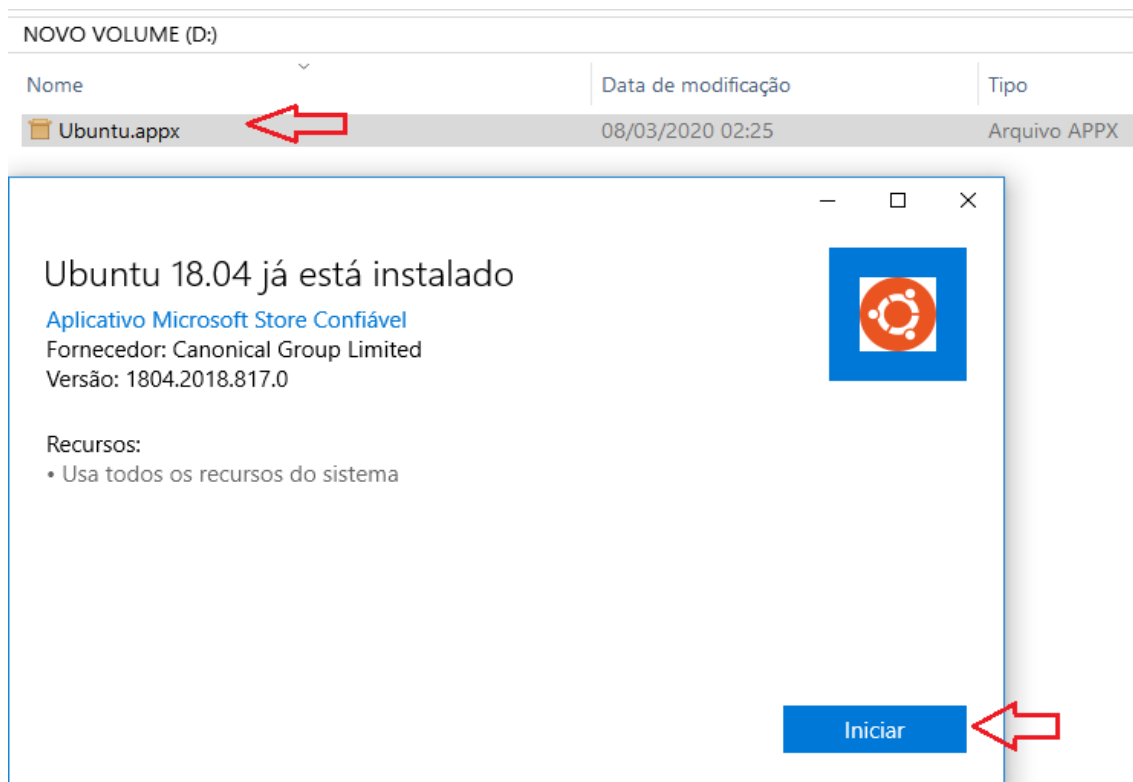 NOVO VOLUME (D:)
Nome Data de modificação Tipo
Ubuntu.appx 08/03/2020 02:25 Arquivo APPX
Ubuntu 18.04 já está instalado
Aplicativo Microsoft Store Confiável
Fornecedor: Canonical Group Limited
Versão: 1804.2018.817.0
Recursos:
• Usa todos os recursos do sistema
Iniciar